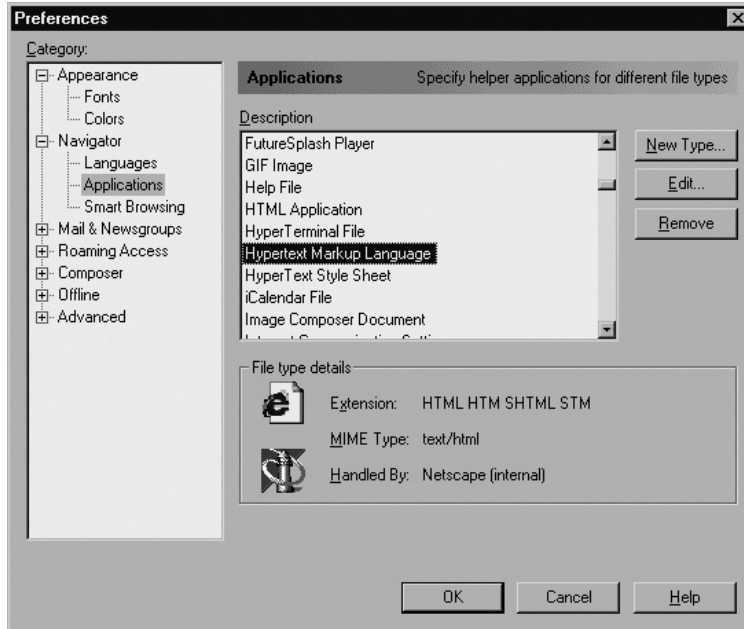 Preferences
Category:
Appearance
Fonts
Colors
Navigator
Languages
Applications
Smart Browsing
Mail & Newsgroups
Roaming Access
Composer
Offline
Advanced
Applications Specify helper applications for different file types
Description
FutureSplash Player
GIF Image
Help File
HTML Application
HyperTerminal File
Hypertext Markup Language
HyperText Style Sheet
iCalendar File
Image Composer Document
New Type...
Edit...
Remove
File type details
Extension: HTML HTM SHTML STM
MIME Type: text/html
Handled By: Netscape (internal)
OK Cancel Help